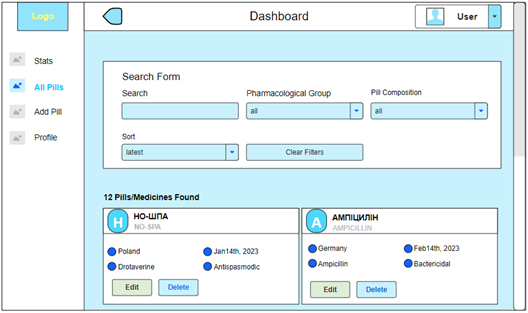 Logo
Dashboard
User
Stats
All Pills
Add Pill
Profile
Search Form
Search
Pharmacological Group
Pill Composition
all
all
Sort
latest
Clear Filters
12 Pills/Medicines Found
Н
НО-ШПА
NO-SPA
Poland
Jan14th, 2023
Drotaverine
Antispasmodic
Edit
Delete
А
АМПІЦИЛІН
AMPICILLIN
Germany
Feb14th, 2023
Ampicillin
Bactericidal
Edit
Delete